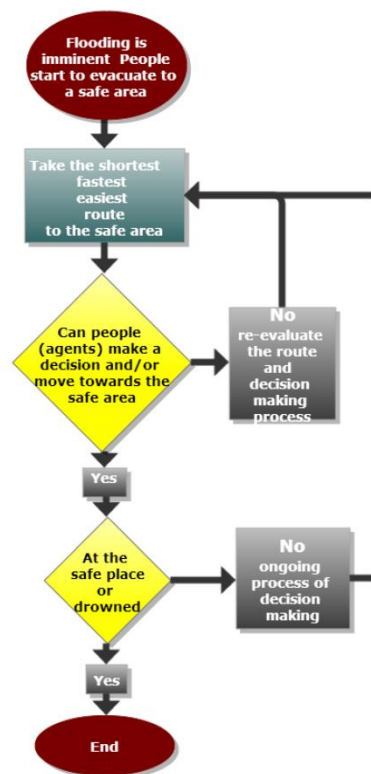 Flooding is
imminent People
start to evacuate to
a safe area
Take the shortest
fastest
easiest
route
to the safe area
Can people
(agents) make a
decision and/or
move towards the
safe area
No
re-evaluate
the route
and
decision
making
process
Yes
At the
safe place
or
drowned
No
ongoing
process of
decision
making
Yes
End